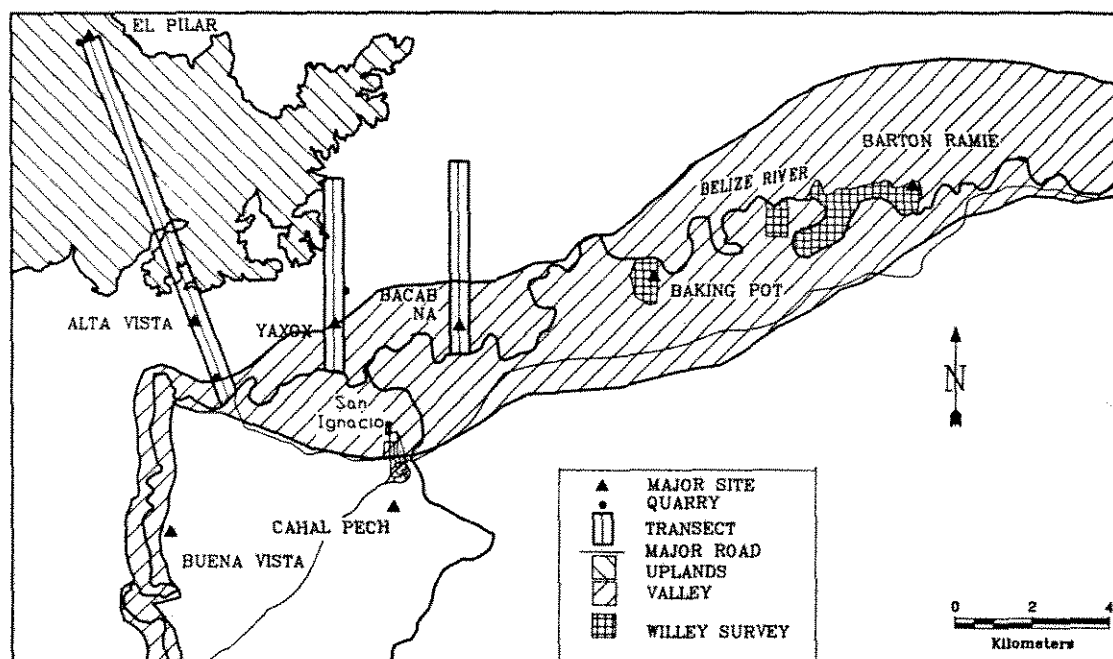 EL PILAR
BARTON RAMIE
BELIZE RIVER
BACAB
NA
BAKING POT
ALTA VISTA
YAXOX
San
Ignacio
N
CAHAL PECH
BUENA VISTA
MAJOR SITE
QUARRY
TRANSECT
MAJOR ROAD
UPLANDS
VALLEY
WILLEY SURVEY
0 2 4
Kilometers